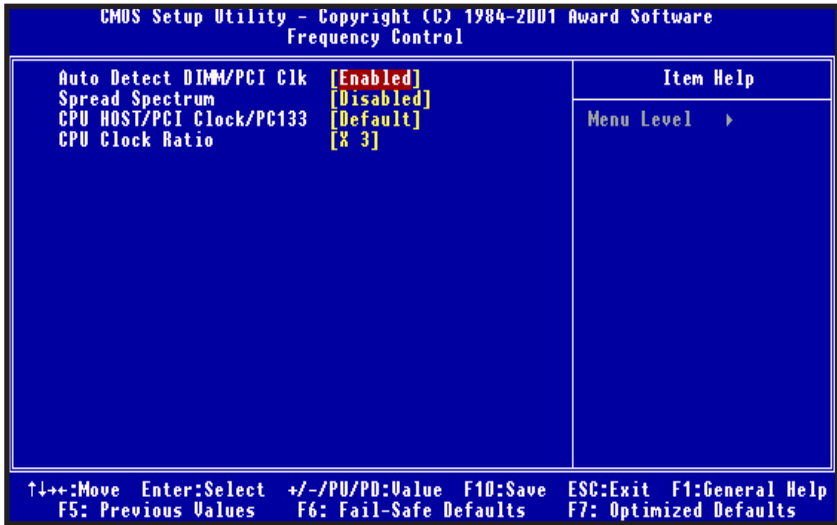 CMOS Setup Utility - Copyright (C) 1984-2001 Award Software
Frequency Control
Auto Detect DIMM/PCI Clk [Enabled]
Spread Spectrum [Disabled]
CPU HOST/PCI Clock/PC133 [Default]
CPU Clock Ratio [X 3]
Item Help
Menu Level ▸
↑↓→←:Move Enter:Select +/-/PU/PD:Value F10:Save ESC:Exit F1:General Help
F5: Previous Values F6: Fail-Safe Defaults F7: Optimized Defaults